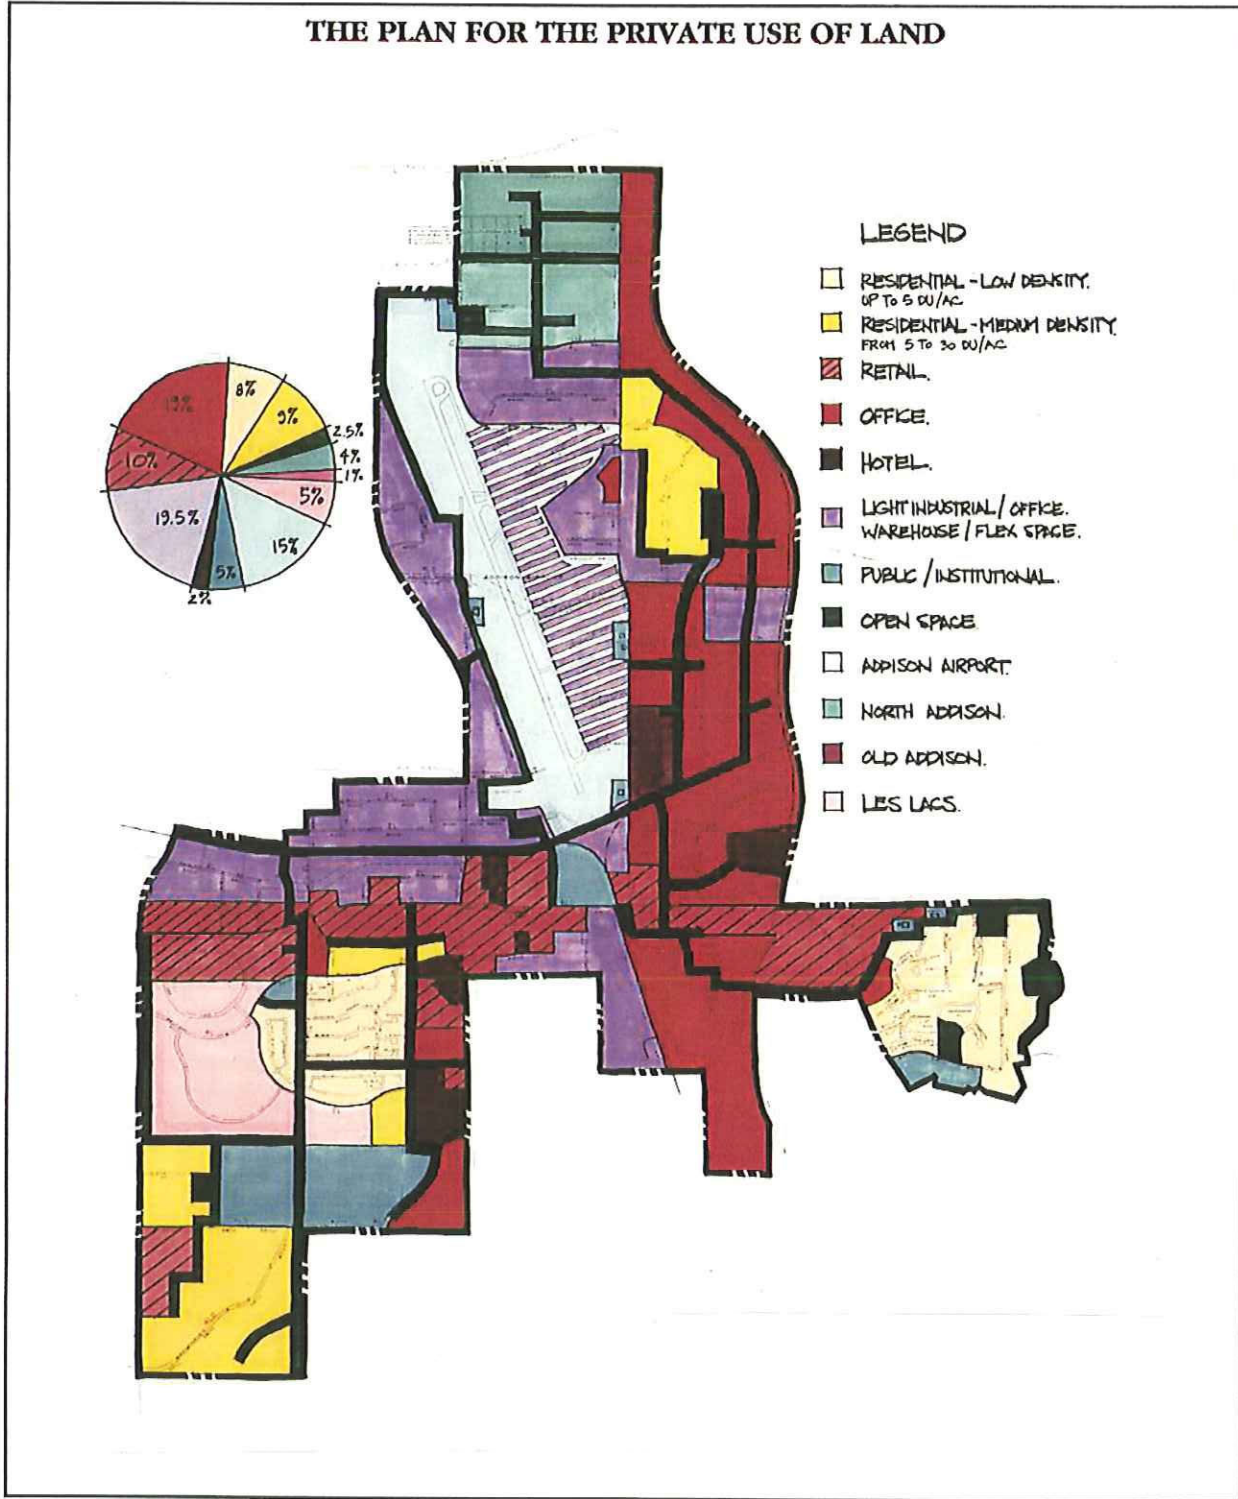 THE PLAN FOR THE PRIVATE USE OF LAND
LEGEND
RESIDENTIAL - LOW DENSITY.
UP TO 5 DU/AC
RESIDENTIAL - MEDIUM DENSITY
FROM 5 TO 30 DU/AC
RETAIL.
OFFICE.
HOTEL.
LIGHT INDUSTRIAL / OFFICE.
WAREHOUSE / FLEX SPACE.
PUBLIC / INSTITUTIONAL.
OPEN SPACE
ADDISON AIRPORT.
NORTH ADDISON.
OLD ADDISON.
LES LACS.
19%
8%
9%
2.5%
4%
1%
5%
15%
5%
2%
19.5%
10%